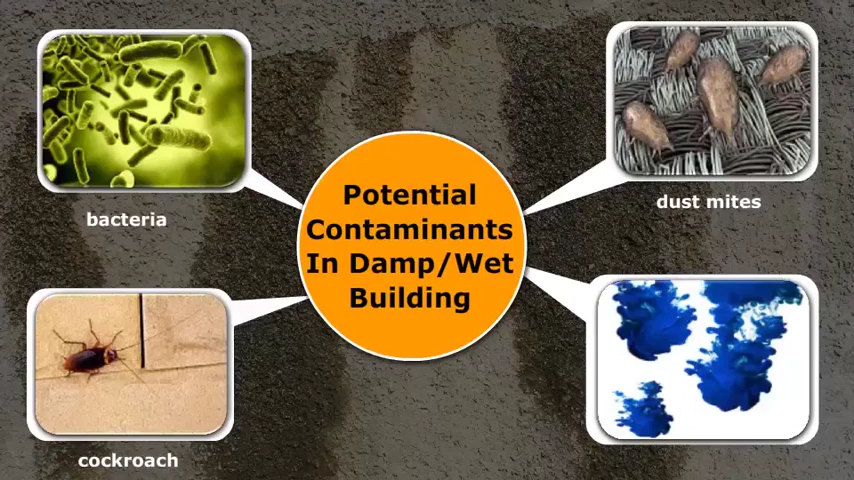 Potential
Contaminants
In Damp/Wet
Building
bacteria
dust mites
cockroach